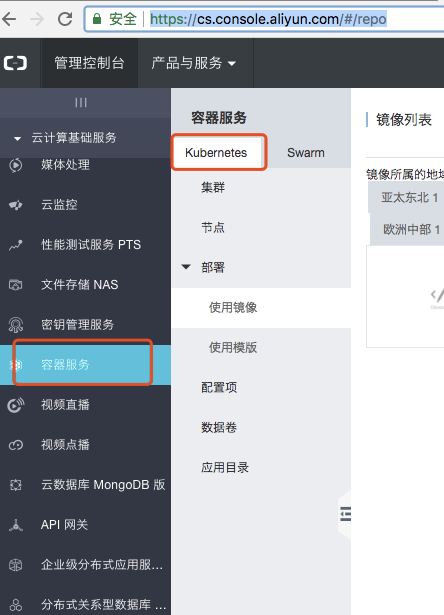 安全 https://cs.console.aliyun.com/#/repo
管理控制台 产品与服务
云计算基础服务
媒体处理
云监控
性能测试服务 PTS
文件存储 NAS
密钥管理服务
容器服务
视频直播
视频点播
云数据库 MongoDB 版
API 网关
企业级分布式应用服...
分布式关系型数据库 ...
容器服务
Kubernetes Swarm
集群
节点
部署
使用镜像
使用模版
配置项
数据卷
应用目录
镜像列表
镜像所属的地
亚太东北 1
欧洲中部 1